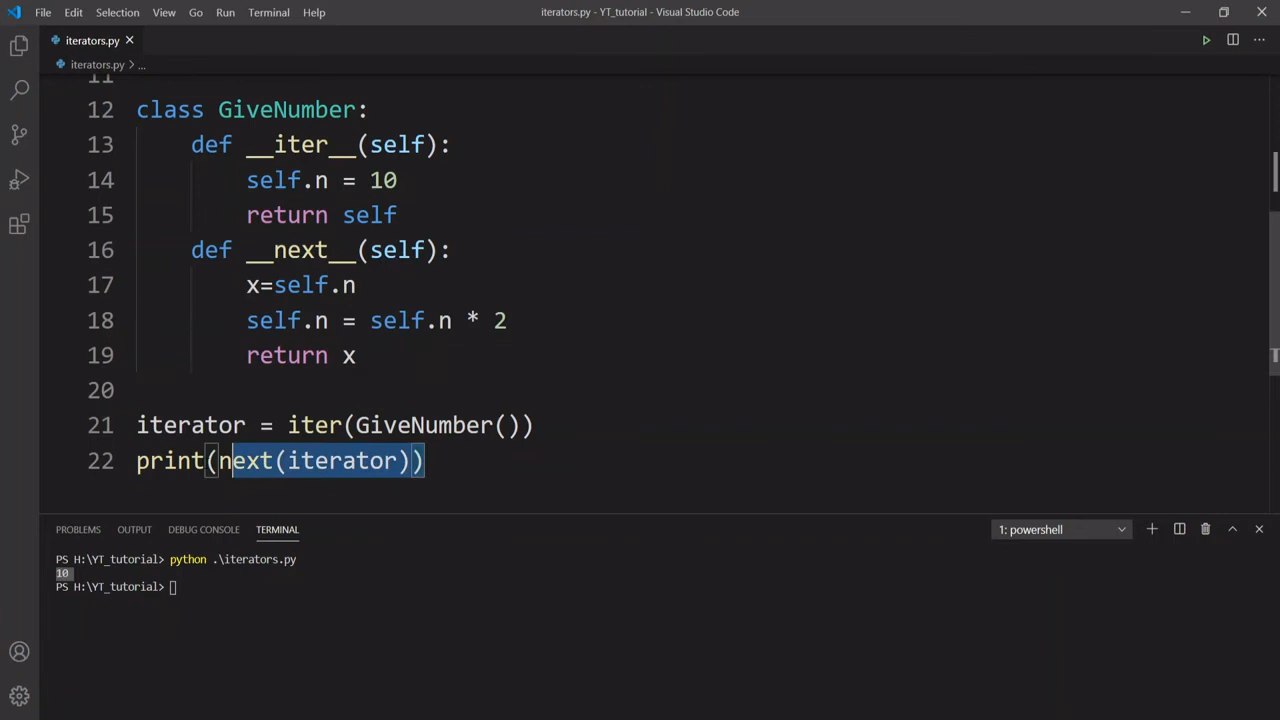 File Edit Selection View Go Run Terminal Help iterators.py - YT_tutorial - Visual Studio Code
iterators.py
iterators.py > ...
11
12 class GiveNumber:
13 def __iter__(self):
14 self.n = 10
15 return self
16 def __next__(self):
17 x=self.n
18 self.n = self.n * 2
19 return x
20
21 iterator = iter(GiveNumber())
22 print(next(iterator))
PROBLEMS OUTPUT DEBUG CONSOLE TERMINAL 1: powershell
PS H:\YT_tutorial> python .\iterators.py
10
PS H:\YT_tutorial>